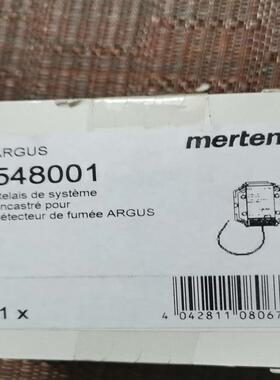 ARGUS
548001
merten
elais de système
ncastré pour
étecteur de fumée ARGUS
1 x
4 042811 08067